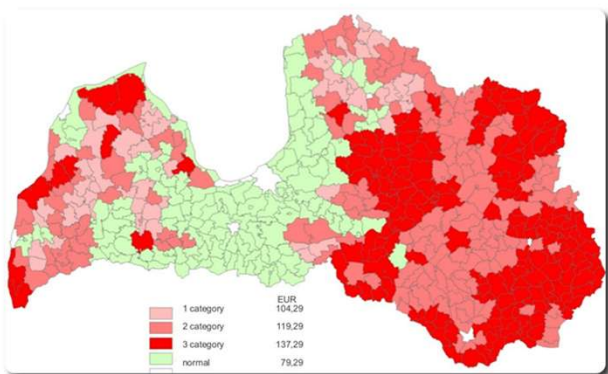 EUR
1 category 104,29
2 category 119,29
3 category 137,29
normal 79,29